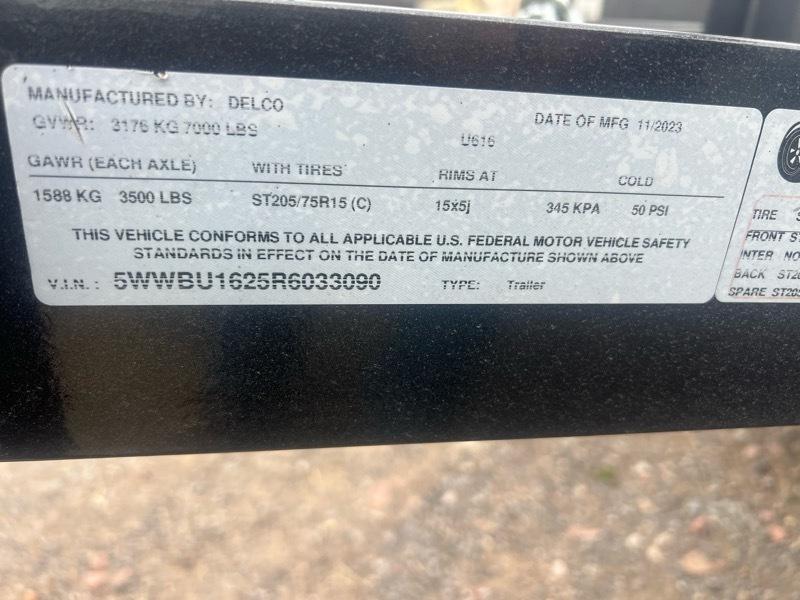 MANUFACTURED BY: DELCO
DATE OF MFG 11/2023
GVWR: 3176 KG 7000 LBS
U616
GAWR (EACH AXLE) WITH TIRES RIMS AT COLD
1588 KG 3500 LBS ST205/75R15 (C) 15x5j 345 KPA 50 PSI
THIS VEHICLE CONFORMS TO ALL APPLICABLE U.S. FEDERAL MOTOR VEHICLE SAFETY
STANDARDS IN EFFECT ON THE DATE OF MANUFACTURE SHOWN ABOVE
V.I.N. : 5WWBU1625R6033090 TYPE: Trailer
TIRE
FRONT
INTER NO
BACK
SPARE